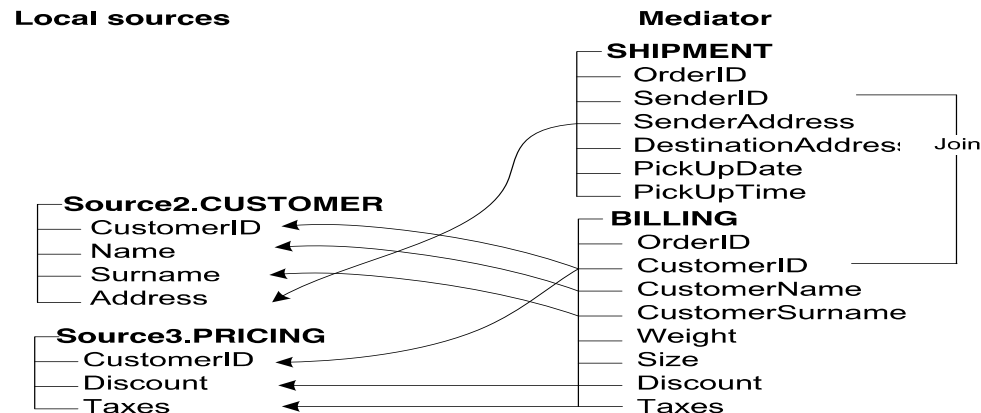 Local sources
Mediator
SHIPMENT
OrderID
SenderID
SenderAddress
DestinationAddres
Join
PickUpDate
PickUpTime
Source2.CUSTOMER
CustomerID
Name
Surname
Address
BILLING
OrderID
CustomerID
CustomerName
CustomerSurname
Weight
Size
Discount
Taxes
Source3.PRICING
CustomerID
Discount
Taxes